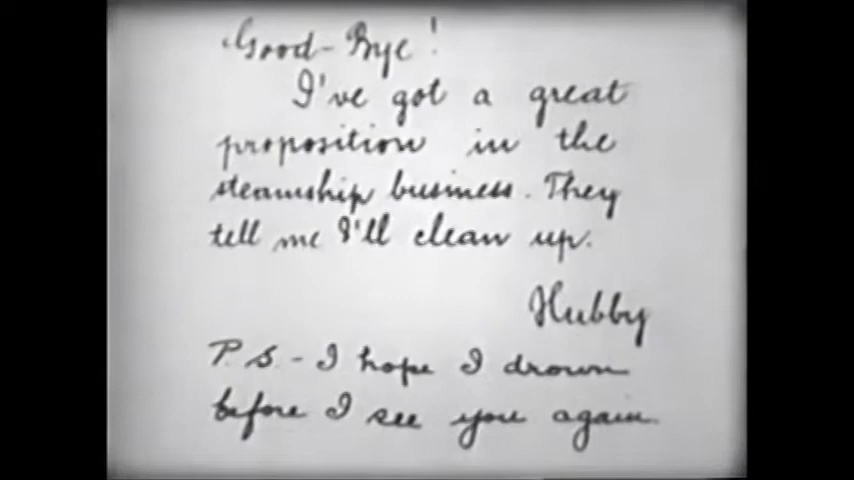 Good-Bye!
I've got a great
proposition in the
steamship business. They
tell me I'll clean up.
Hubby
P.S.- I hope I drown
before I see you again.